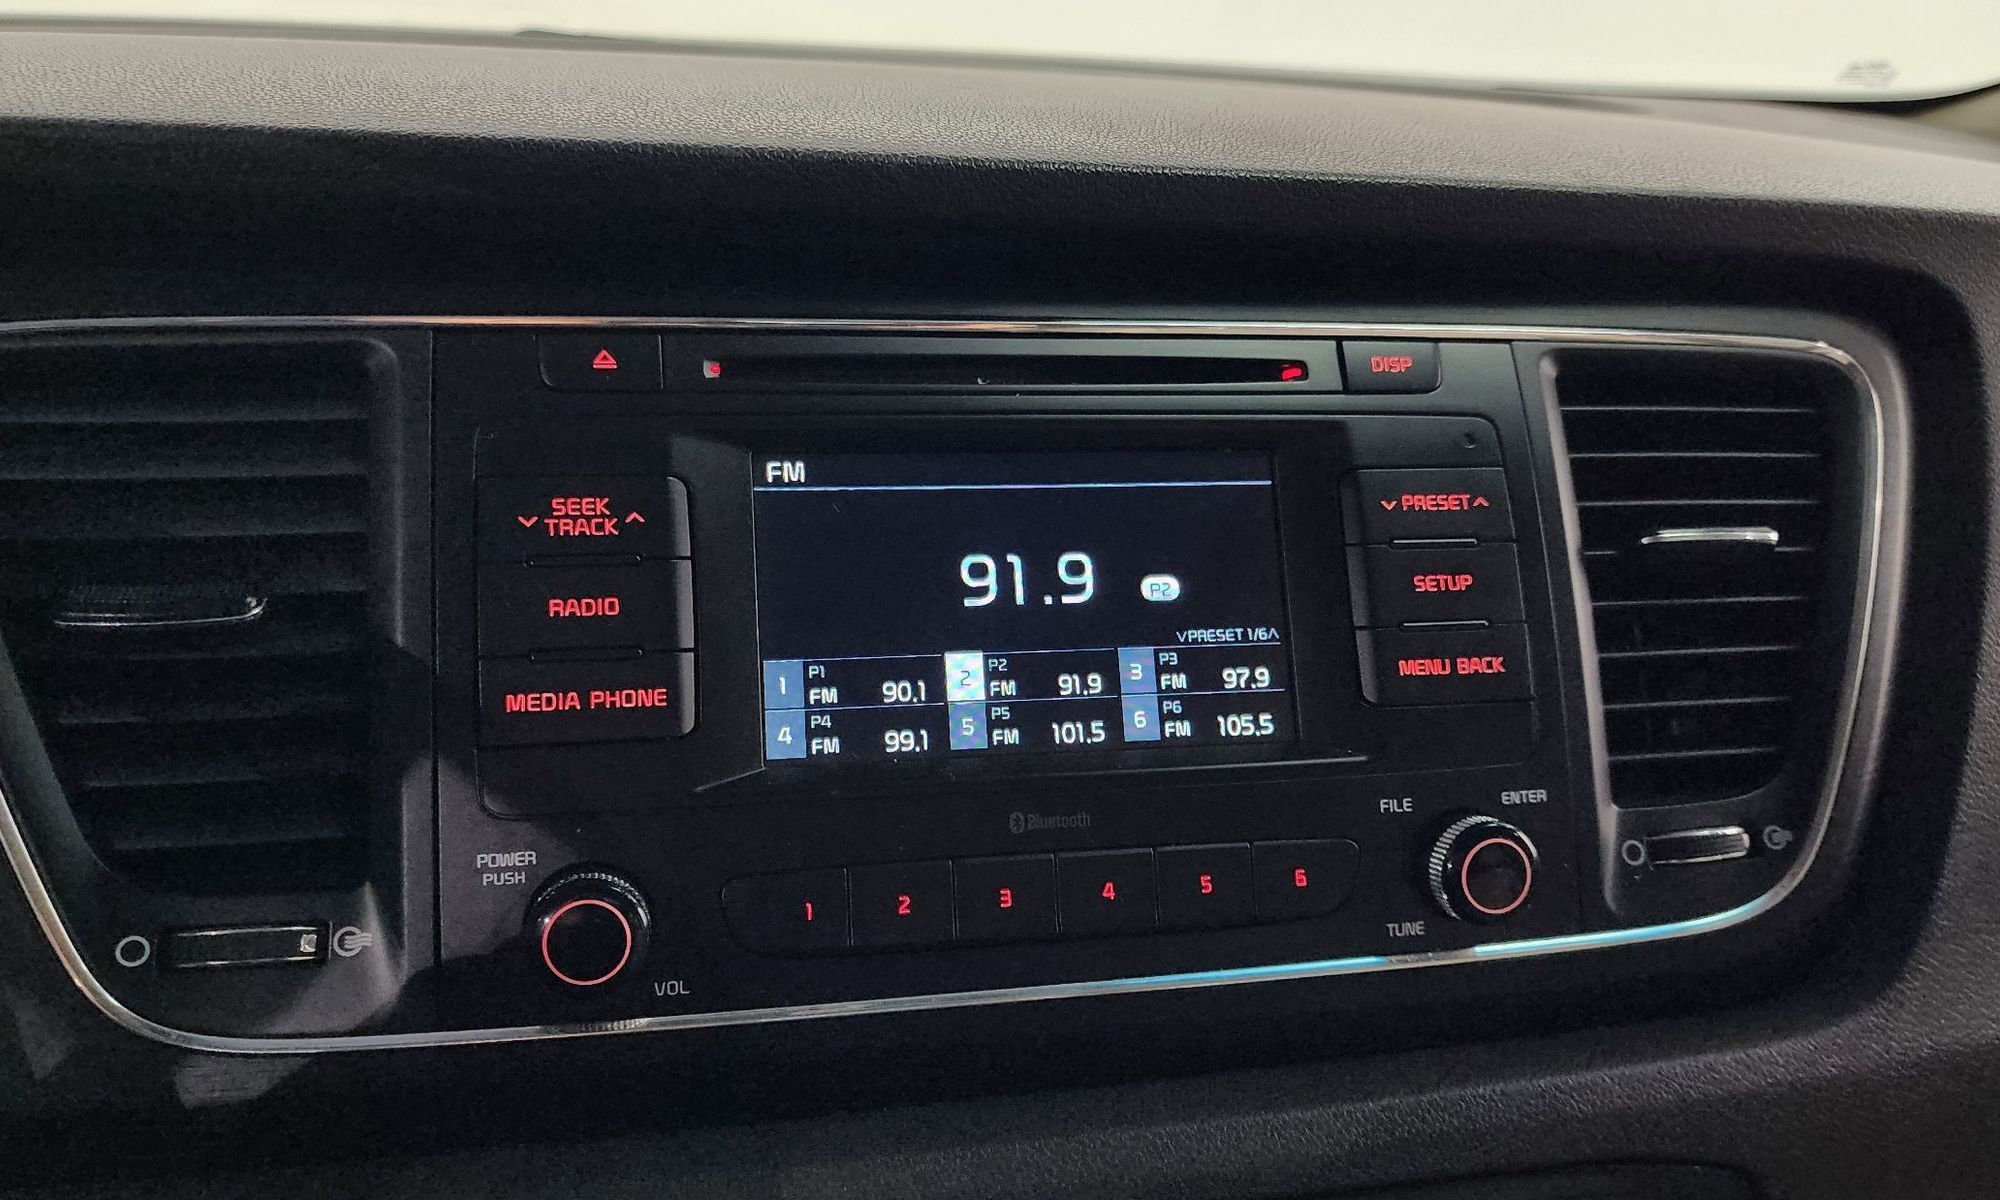 DISP
FM
SEEK
TRACK
PRESET
91.9 P2
RADIO
SETUP
PRESET 1/6
MEDIA PHONE
MENU BACK
1 P1 FM 90.1
2 P2 FM 91.9
3 P3 FM 97.9
4 P4 FM 99.1
5 P5 FM 101.5
6 P6 FM 105.5
Bluetooth
FILE
ENTER
POWER
PUSH
1 2 3 4 5 6
TUNE
VOL